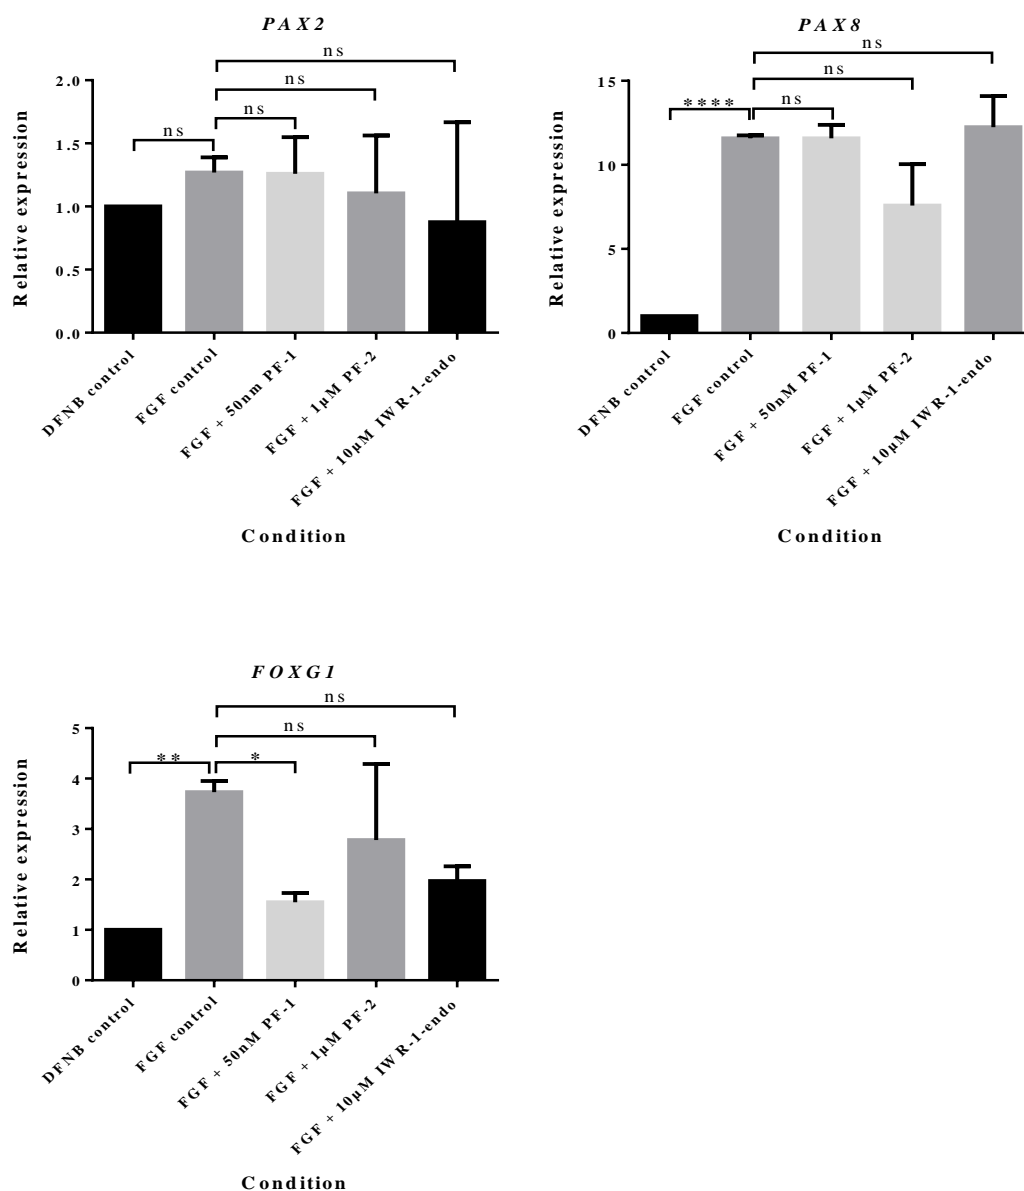 PAX2
ns
ns
ns
ns
2.0
1.5
1.0
0.5
0.0
Relative expression
DFNB control
FGF control
FGF + 50nm PF-1
FGF + 1µM PF-2
FGF + 10µM IWR-1-endo
Condition
PAX8
ns
ns
****
ns
15
10
5
0
Relative expression
DFNB control
FGF control
FGF + 50nM PF-1
FGF + 1µM PF-2
FGF + 10µM IWR-1-endo
Condition
FOXG1
ns
ns
**
*
5
4
3
2
1
0
Relative expression
DFNB control
FGF control
FGF + 50nM PF-1
FGF + 1µM PF-2
FGF + 10µM IWR-1-endo
Condition